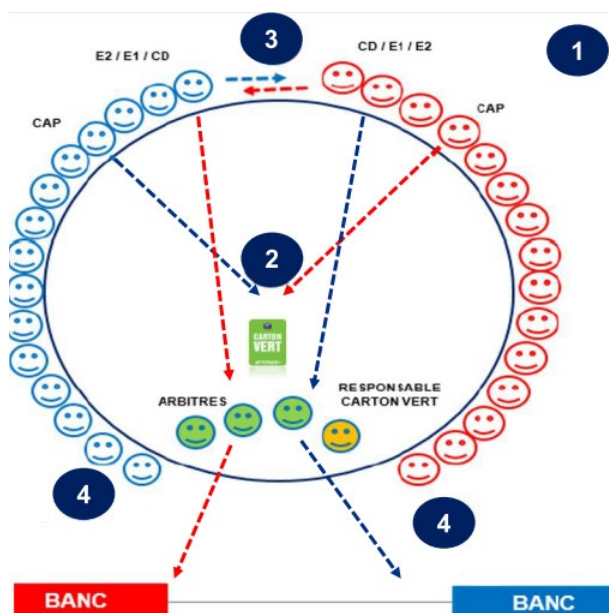 3
1
E2 / E1 / CD
CD / E1 / E2
CAP
CAP
2
CARTON
VERT
ARBITRES
RESPONSABLE
CARTON VERT
4
4
BANC
BANC